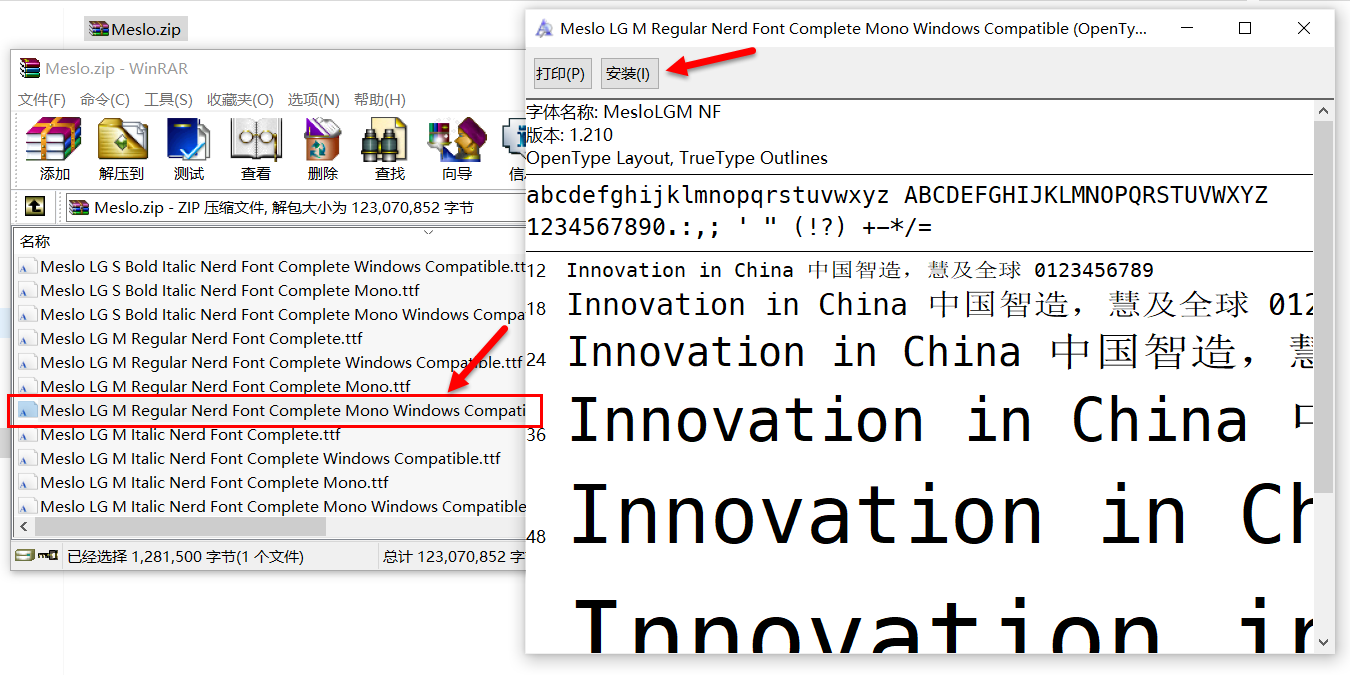 Meslo.zip
Meslo.zip - WinRAR
文件(F) 命令(C) 工具(S) 收藏夹(O) 选项(N) 帮助(H)
添加 解压到 测试 查看 删除 查找 向导
Meslo.zip - ZIP 压缩文件, 解包大小为 123,070,852 字节
名称
Meslo LG S Bold Italic Nerd Font Complete Windows Compatible.tt
Meslo LG S Bold Italic Nerd Font Complete Mono.ttf
Meslo LG S Bold Italic Nerd Font Complete Mono Windows Compa
Meslo LG M Regular Nerd Font Complete.ttf
Meslo LG M Regular Nerd Font Complete Windows Compatible.ttf
Meslo LG M Regular Nerd Font Complete Mono.ttf
Meslo LG M Regular Nerd Font Complete Mono Windows Compati
Meslo LG M Italic Nerd Font Complete.ttf
Meslo LG M Italic Nerd Font Complete Windows Compatible.ttf
Meslo LG M Italic Nerd Font Complete Mono.ttf
Meslo LG M Italic Nerd Font Complete Mono Windows Compatible
已经选择 1,281,500 字节(1 个文件)
总计 123,070,852 字
Meslo LG M Regular Nerd Font Complete Mono Windows Compatible (OpenTy...
打印(P) 安装(I)
字体名称: MesloLGM NF
版本: 1.210
OpenType Layout, TrueType Outlines
abcdefghijklmnopqrstuvwxyz ABCDEFGHIJKLMNOPQRSTUVWXYZ
1234567890.:,; ' " (!?) +-*/=
12 Innovation in China 中国智造，慧及全球 0123456789
18 Innovation in China 中国智造，慧及全球 012
24 Innovation in China 中国智造，慧
36 Innovation in China 中
48 Innovation in Ch
Innovation in